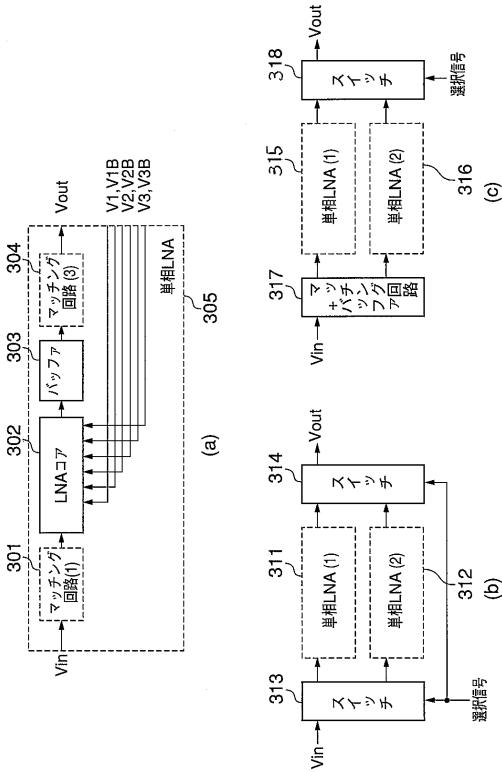 301
302
303
304
Vin
マッチング
回路(1)
LNAコア
バッファ
マッチング
回路(3)
Vout
V1,V1B
V2,V2B
V3,V3B
単相LNA
305
(a)
313
311
314
Vin
スイッチ
単相LNA (1)
単相LNA (2)
スイッチ
Vout
312
選択信号
(b)
317
315
318
Vin
マッチング
+
バッファ
回路
単相LNA (1)
単相LNA (2)
スイッチ
Vout
316
選択信号
(c)